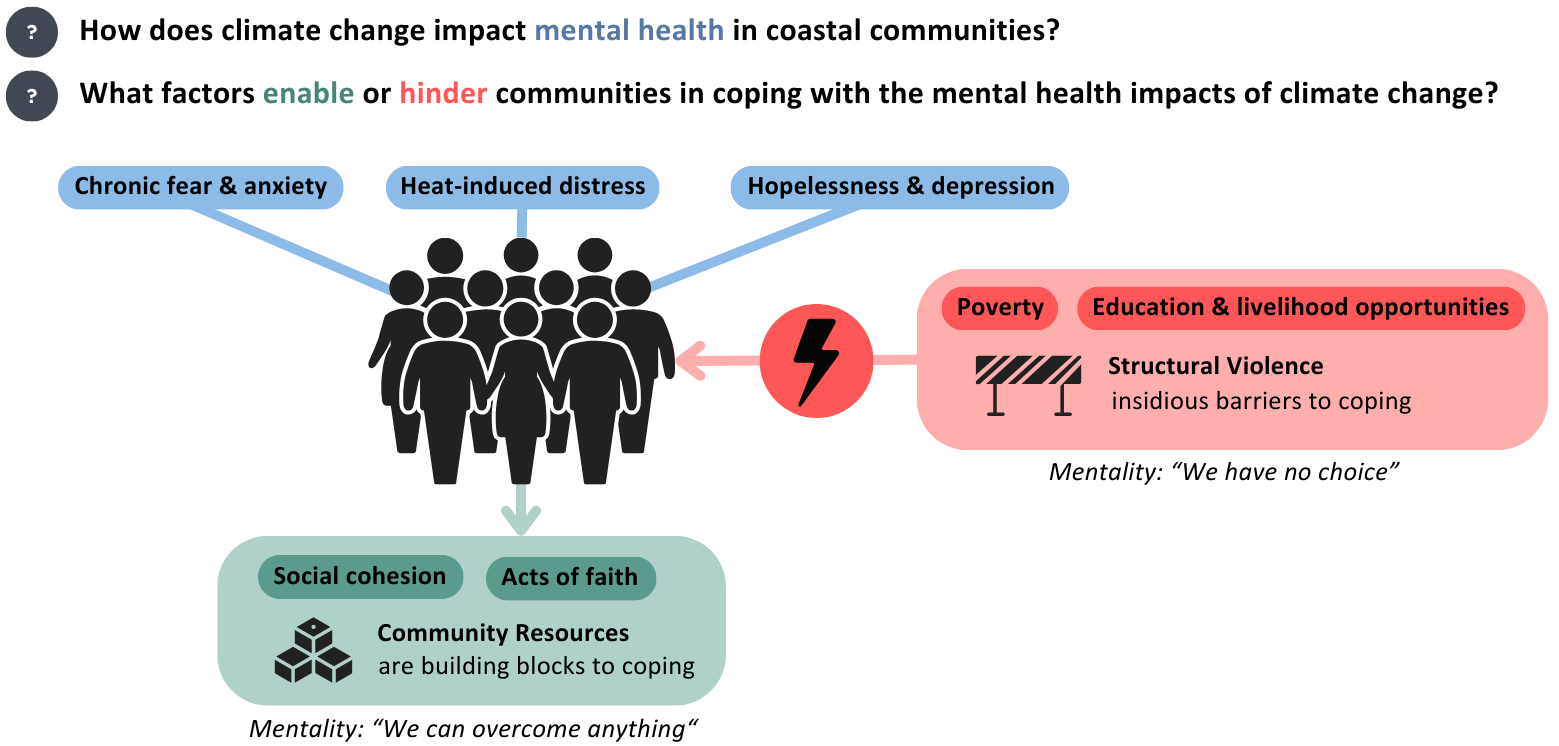 ? How does climate change impact mental health in coastal communities?
? What factors enable or hinder communities in coping with the mental health impacts of climate change?
Chronic fear & anxiety
Heat-induced distress
Hopelessness & depression
Poverty
Education & livelihood opportunities
Structural Violence
insidious barriers to coping
Mentality: “We have no choice”
Social cohesion
Acts of faith
Community Resources
are building blocks to coping
Mentality: “We can overcome anything“